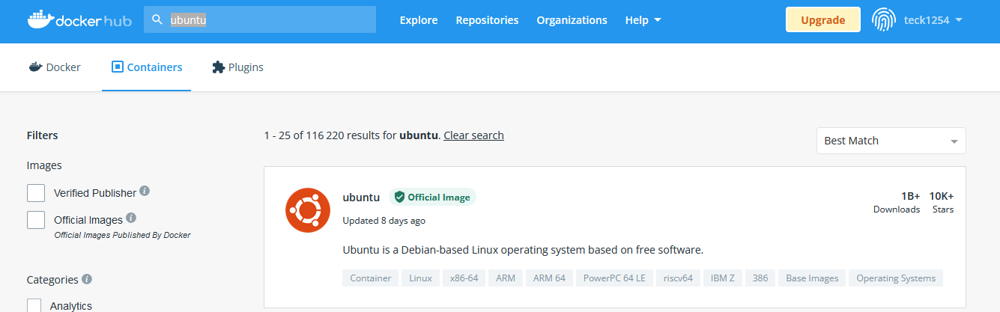 dockerhub ubuntu Explore Repositories Organizations Help Upgrade teck1254
Docker Containers Plugins
Filters
1 - 25 of 116 220 results for ubuntu. Clear search
Best Match
Images
Verified Publisher
Official Images
Official Images Published By Docker
Categories
Analytics
ubuntu Official Image
Updated 8 days ago
1B+ 10K+
Downloads Stars
Ubuntu is a Debian-based Linux operating system based on free software.
Container Linux x86-64 ARM ARM 64 PowerPC 64 LE riscv64 IBM Z 386 Base Images Operating Systems